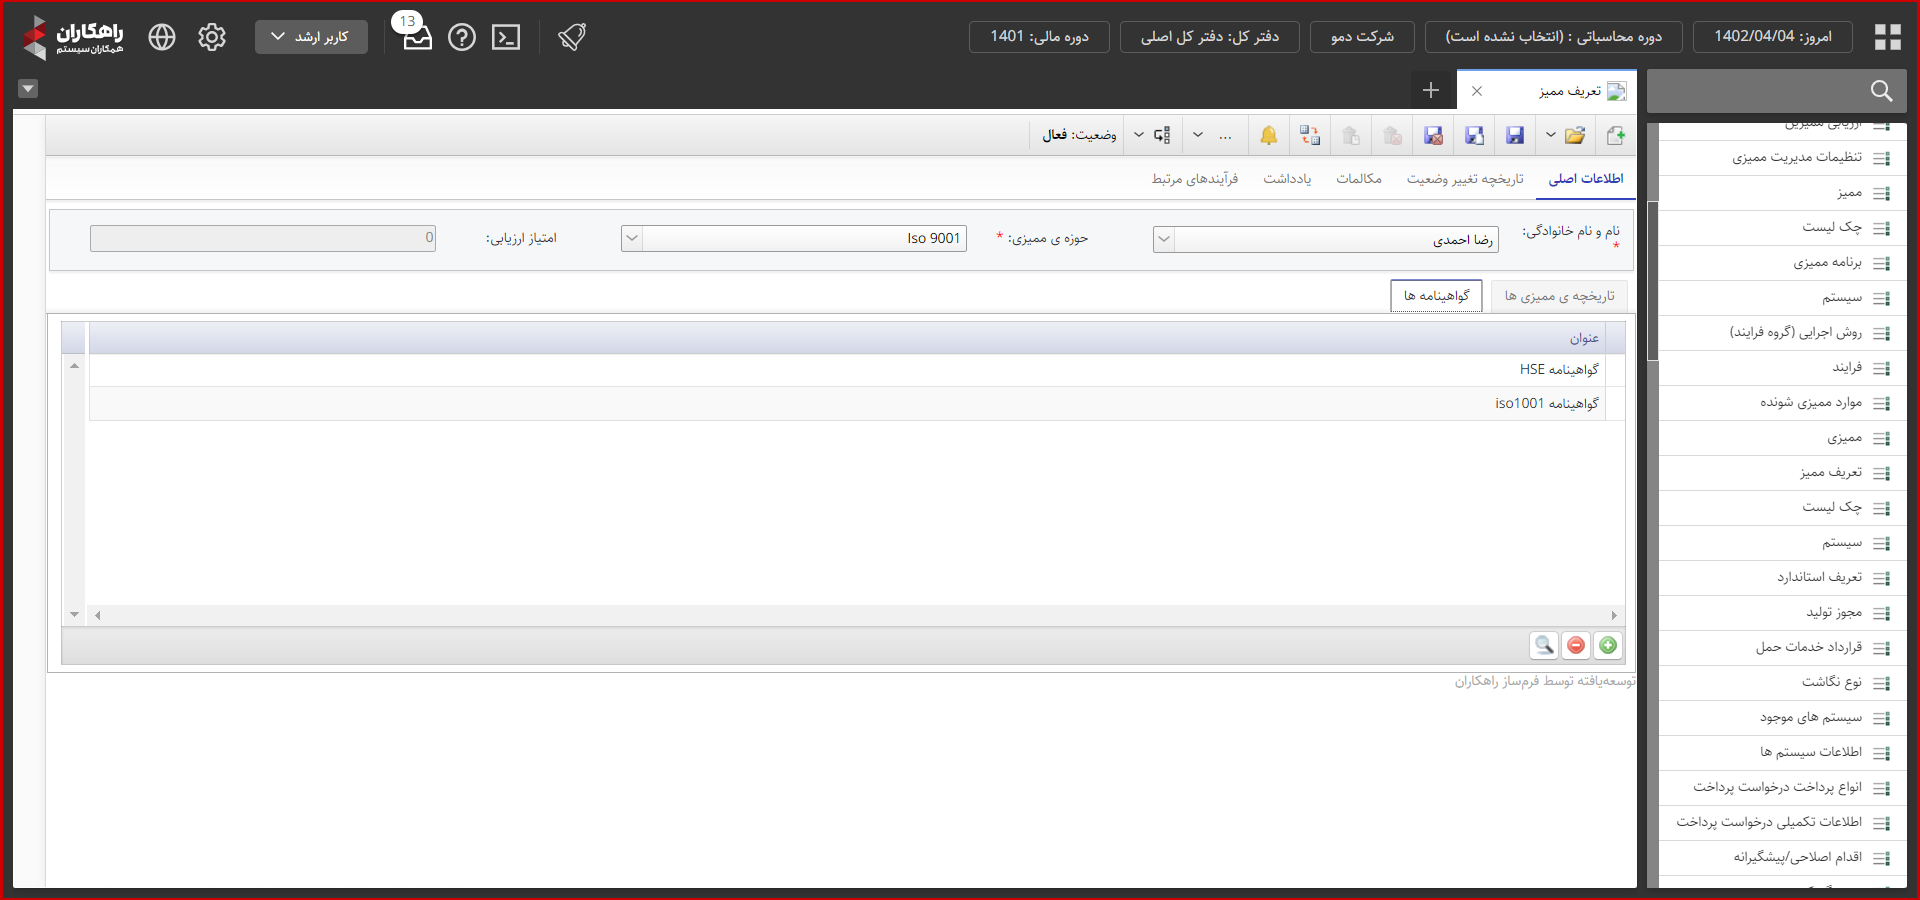 امروز: 1402/04/04
دوره محاسباتی : (انتخاب نشده است)
شرکت دمو
دفتر کل: دفتر کل اصلی
دوره مالی: 1401
13
کاربر ارشد
راهکاران
همکاران سیستم
تعریف ممیز
وضعیت: فعال
اطلاعات اصلی
تاریخچه تغییر وضعیت
مکالمات
یادداشت
فرآیندهای مرتبط
نام و نام خانوادگی: *
رضا احمدی
حوزه ی ممیزی: *
Iso 9001
امتیاز ارزیابی:
0
تاریخچه ی ممیزی ها
گواهینامه ها
عنوان
گواهینامه HSE
گواهینامه iso1001
توسعه‌یافته توسط فرم‌ساز راهکاران
ارزیابی ممیزین
تنظیمات مدیریت ممیزی
ممیز
چک لیست
برنامه ممیزی
سیستم
روش اجرایی (گروه فرایند)
فرایند
موارد ممیزی شونده
ممیزی
تعریف ممیز
چک لیست
سیستم
تعریف استاندارد
مجوز تولید
قرارداد خدمات حمل
نوع نگاشت
سیستم های موجود
اطلاعات سیستم ها
انواع پرداخت درخواست پرداخت
اطلاعات تکمیلی درخواست پرداخت
اقدام اصلاحی/پیشگیرانه